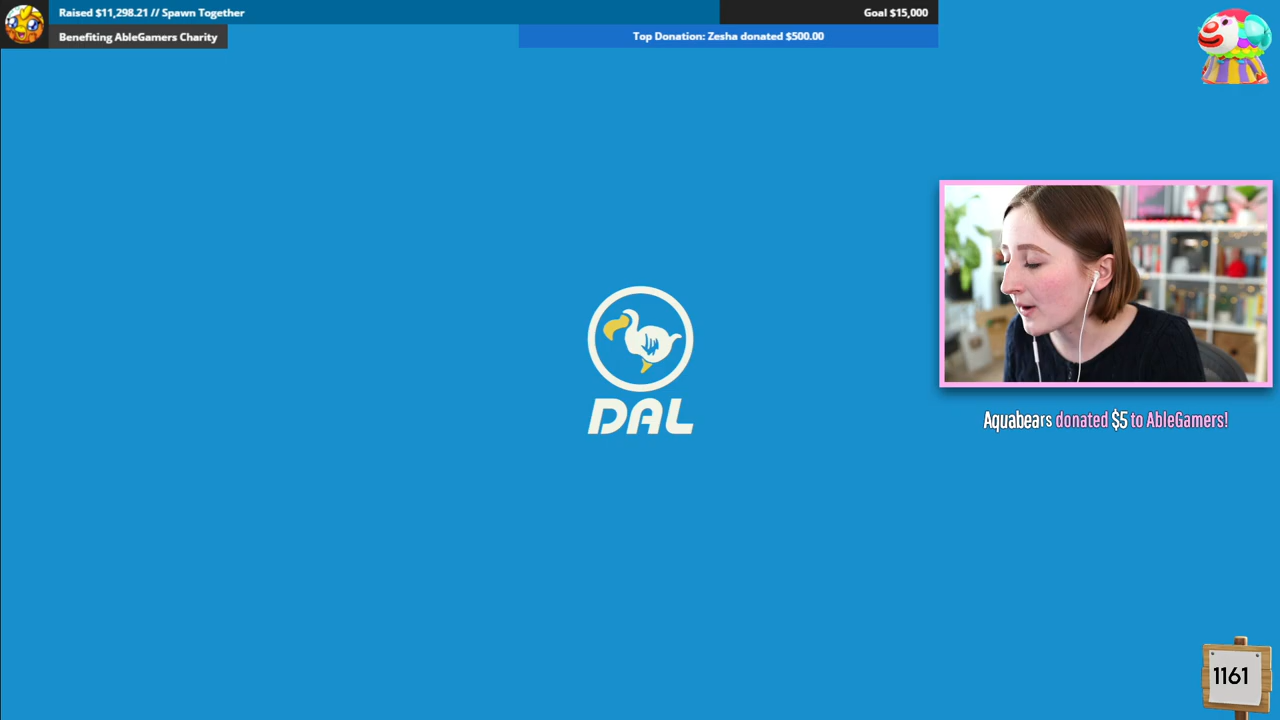 Raised $11,298.21 // Spawn Together
Goal $15,000
Benefiting AbleGamers Charity
Top Donation: Zesha donated $500.00
DAL
Aquabears donated $5 to AbleGamers!
1161